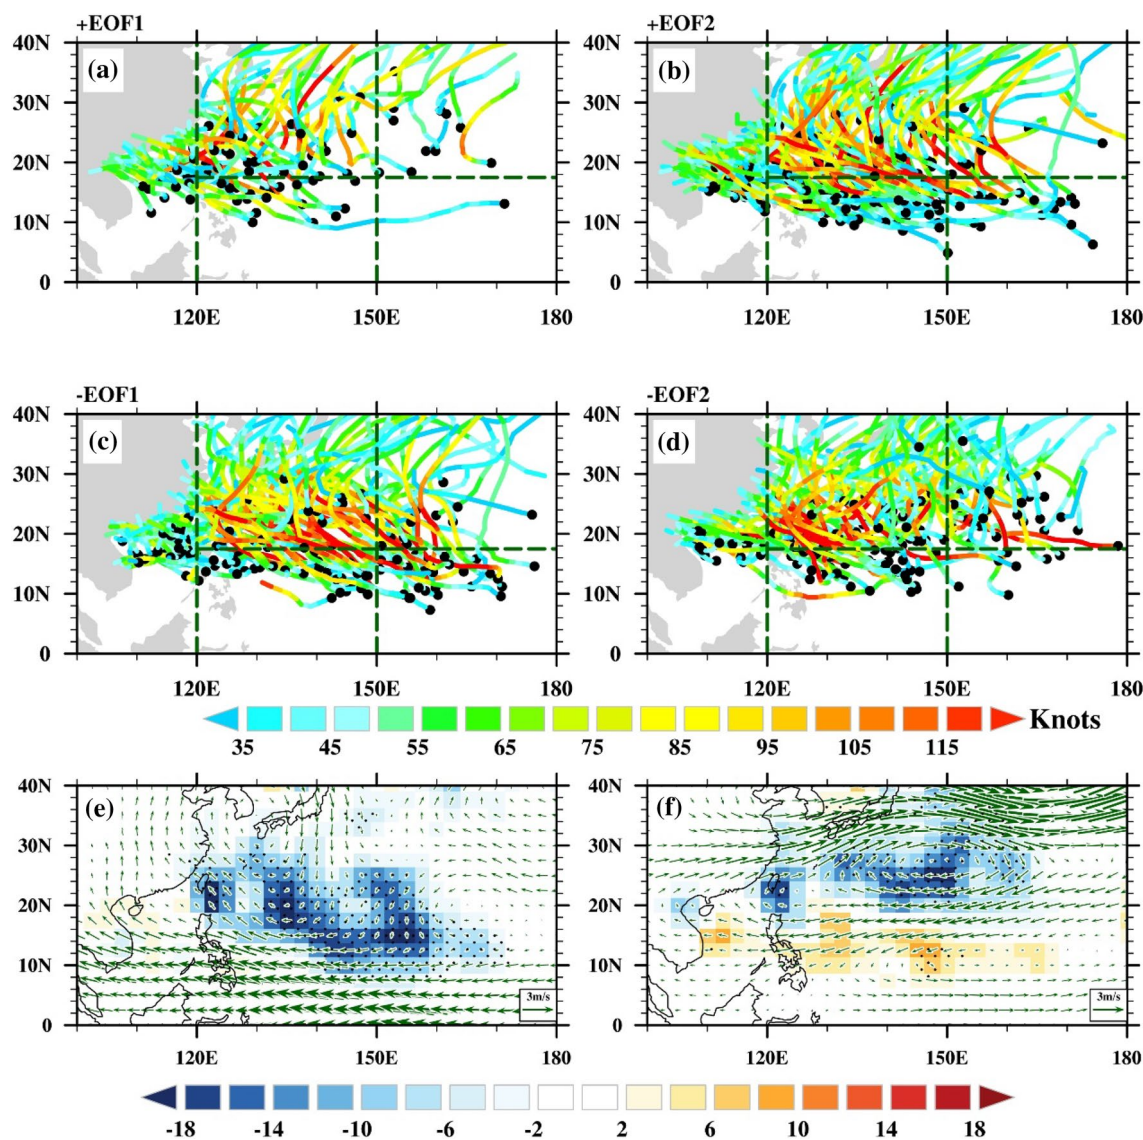 +EOF1 +EOF2
40N 40N
(a) (b)
30N 30N
20N 20N
10N 10N
0 0
120E 150E 180 120E 150E 180
-EOF1 -EOF2
40N 40N
(c) (d)
30N 30N
20N 20N
10N 10N
0 0
120E 150E 180 120E 150E 180
Knots
35 45 55 65 75 85 95 105 115
40N 40N
(e) (f)
30N 30N
20N 20N
10N 10N
3m/s 3m/s
0 0
120E 150E 180 120E 150E 180
-18 -14 -10 -6 -2 2 6 10 14 18